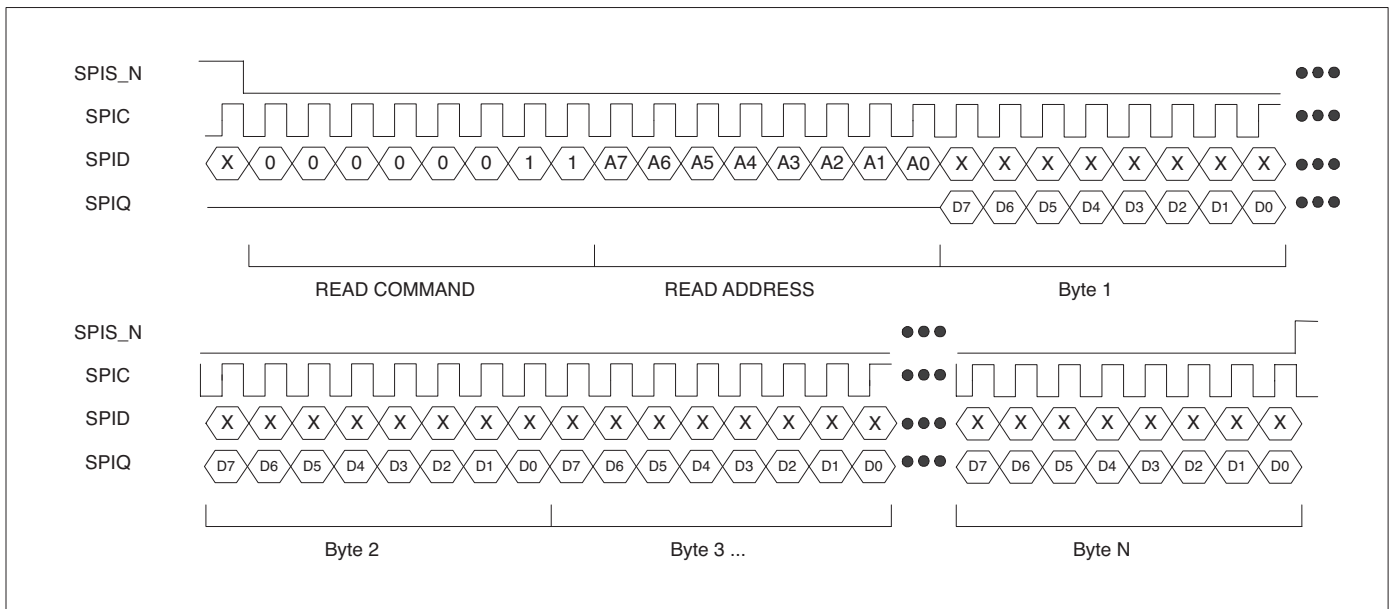 SPIS_N
SPIC
SPID X 0 0 0 0 0 0 1 1 A7 A6 A5 A4 A3 A2 A1 A0 X X X X X X X X
SPIQ D7 D6 D5 D4 D3 D2 D1 D0
READ COMMAND READ ADDRESS Byte 1
SPIS_N
SPIC
SPID X X X X X X X X X X X X X X X X X X X X X X X X
SPIQ D7 D6 D5 D4 D3 D2 D1 D0 D7 D6 D5 D4 D3 D2 D1 D0 D7 D6 D5 D4 D3 D2 D1 D0
Byte 2 Byte 3 ... Byte N